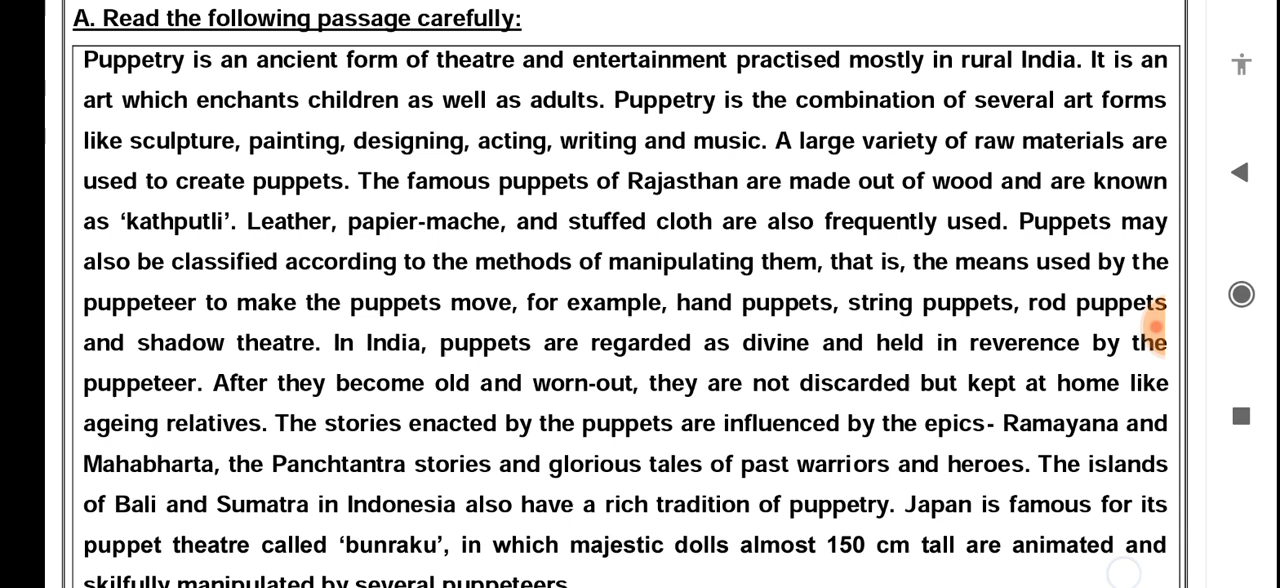 A. Read the following passage carefully:
Puppetry is an ancient form of theatre and entertainment practised mostly in rural India. It is an
art which enchants children as well as adults. Puppetry is the combination of several art forms
like sculpture, painting, designing, acting, writing and music. A large variety of raw materials are
used to create puppets. The famous puppets of Rajasthan are made out of wood and are known
as ‘kathputli’. Leather, papier-mache, and stuffed cloth are also frequently used. Puppets may
also be classified according to the methods of manipulating them, that is, the means used by the
puppeteer to make the puppets move, for example, hand puppets, string puppets, rod puppets
and shadow theatre. In India, puppets are regarded as divine and held in reverence by the
puppeteer. After they become old and worn-out, they are not discarded but kept at home like
ageing relatives. The stories enacted by the puppets are influenced by the epics- Ramayana and
Mahabharta, the Panchtantra stories and glorious tales of past warriors and heroes. The islands
of Bali and Sumatra in Indonesia also have a rich tradition of puppetry. Japan is famous for its
puppet theatre called ‘bunraku’, in which majestic dolls almost 150 cm tall are animated and
skilfully manipulated by several puppeteers.